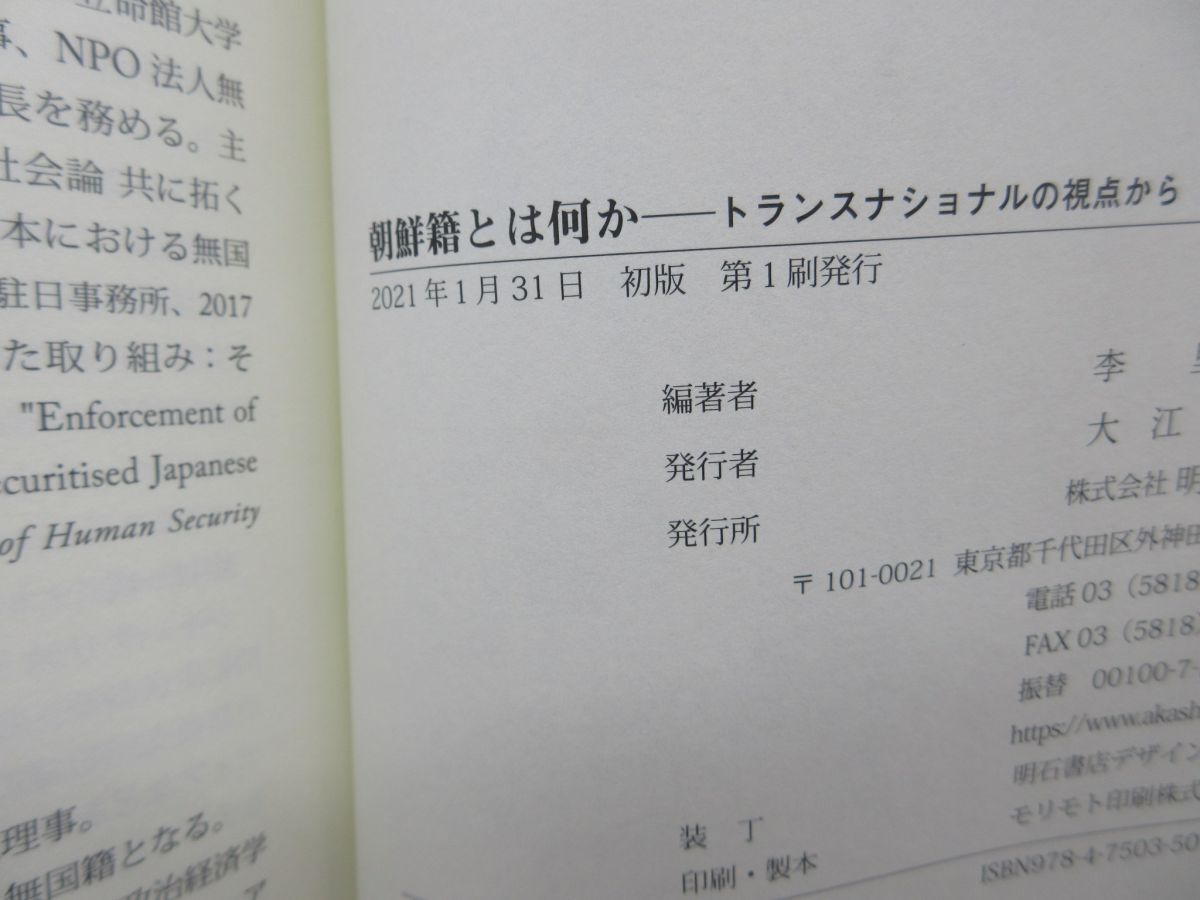 立命館大学
事、NPO 法人無
長を務める。主
社会論 共に拓く
本における無国
駐日事務所、2017
た取り組み：そ
"Enforcement of
ecuritised Japanese
of Human Security
理事。
無国籍となる。
政治経済学
ア
朝鮮籍とは何か――トランスナショナルの視点から
2021年1月31日 初版 第1刷発行
編著者 李
発行者 大 江
発行所 株式会社 明
〒101-0021 東京都千代田区外神田
電話 03（5818
FAX 03（5818）
振替 00100-7-
https://www.akash
装 丁 明石書店デザイン
印刷・製本 モリモト印刷株式
ISBN978-4-7503-50